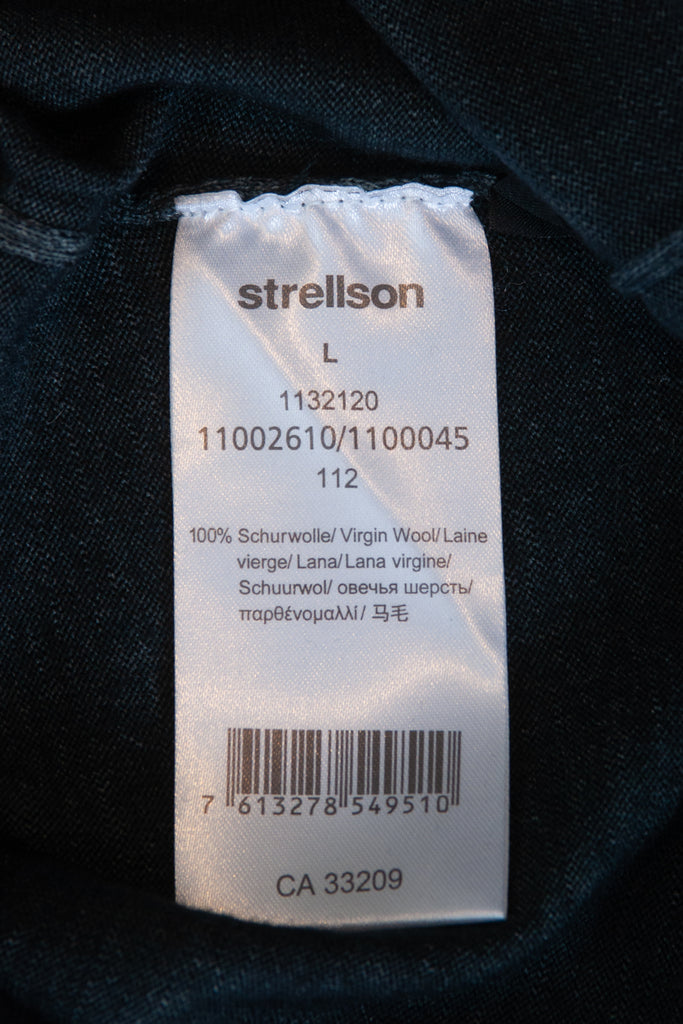 strellson
L
1132120
11002610/1100045
112
100% Schurwolle/ Virgin Wool/ Laine
vierge/ Lana/ Lana virgine/
Schuurwol/ овечья шерсть/
παρθένομαλλί/ 马毛
7 613278 549510
CA 33209